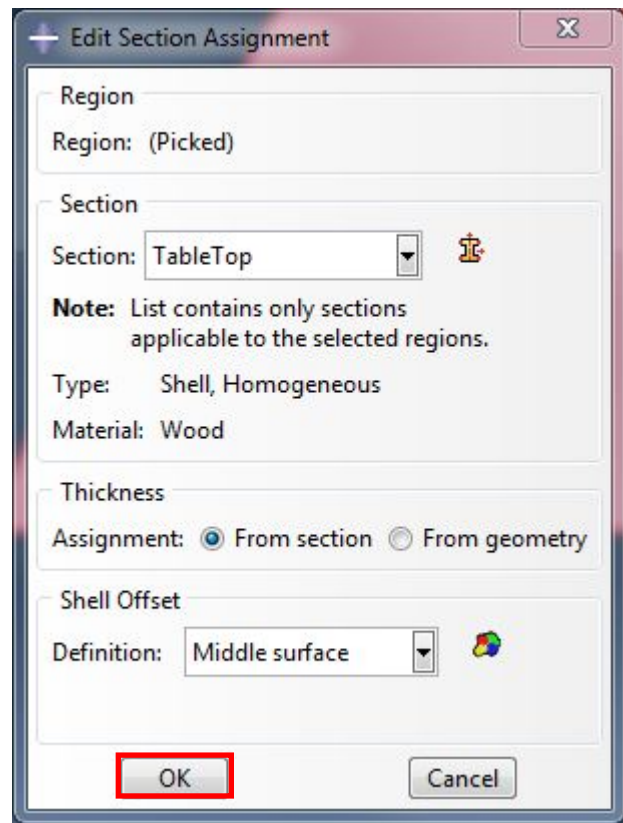 Edit Section Assignment
Region
Region: (Picked)
Section
Section: TableTop
Note: List contains only sections
applicable to the selected regions.
Type: Shell, Homogeneous
Material: Wood
Thickness
Assignment: From section From geometry
Shell Offset
Definition: Middle surface
OK Cancel